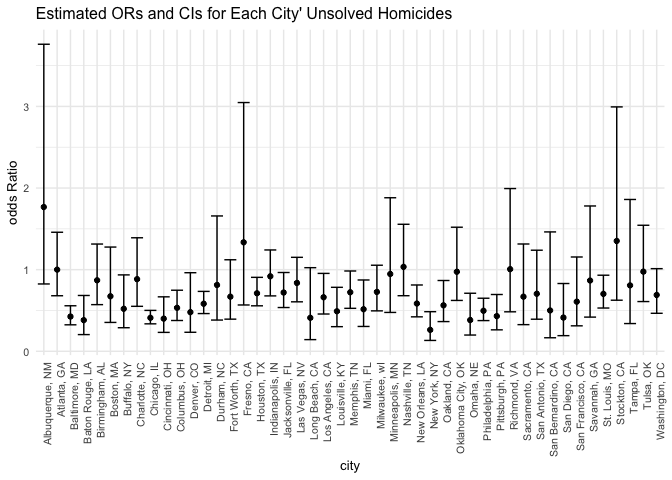 Estimated ORs and CIs for Each City' Unsolved Homicides
odds Ratio
3
2
1
0
Albuquerque, NM
Atlanta, GA
Baltimore, MD
Baton Rouge, LA
Birmingham, AL
Boston, MA
Buffalo, NY
Charlotte, NC
Chicago, IL
Cincinnati, OH
Columbus, OH
Denver, CO
Detroit, MI
Durham, NC
Fort Worth, TX
Fresno, CA
Houston, TX
Indianapolis, IN
Jacksonville, FL
Las Vegas, NV
Long Beach, CA
Los Angeles, CA
Louisville, KY
Memphis, TN
Miami, FL
Milwaukee, wI
Minneapolis, MN
Nashville, TN
New Orleans, LA
New York, NY
Oakland, CA
Oklahoma City, OK
Omaha, NE
Philadelphia, PA
Pittsburgh, PA
Richmond, VA
Sacramento, CA
San Antonio, TX
San Bernardino, CA
San Diego, CA
San Francisco, CA
Savannah, GA
St. Louis, MO
Stockton, CA
Tampa, FL
Tulsa, OK
Washington, DC
city